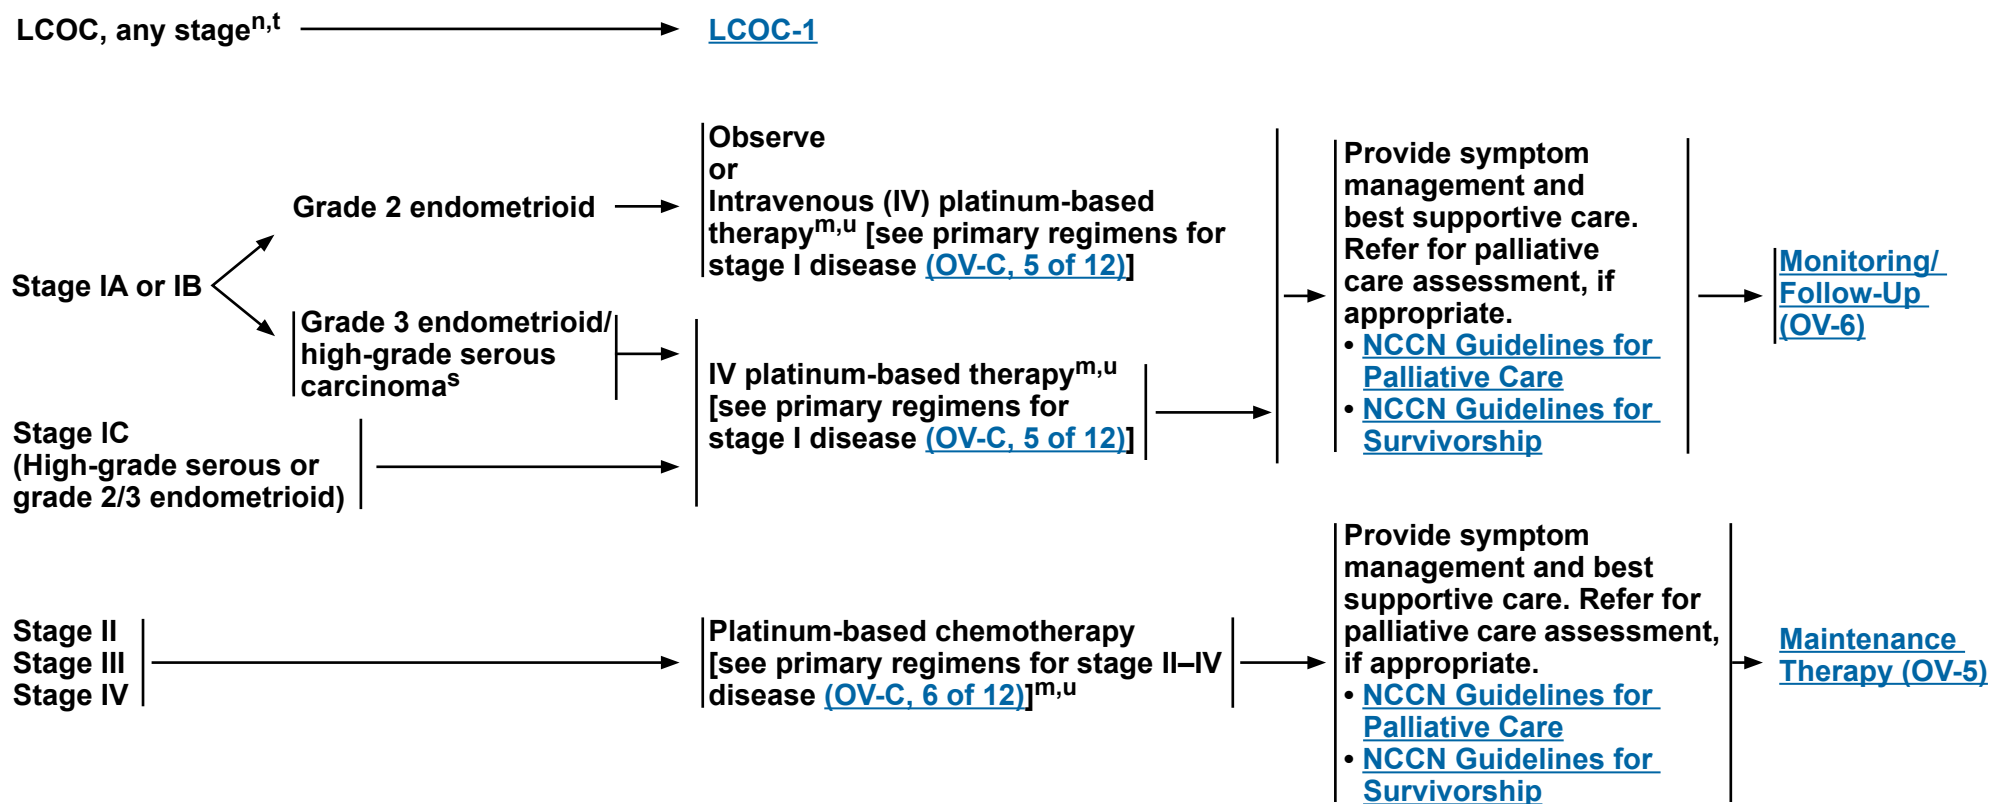 LCOC, any stagen,t
LCOC-1
Stage IA or IB
Grade 2 endometrioid
Observe
or
Intravenous (IV) platinum-based
therapym,u [see primary regimens for
stage I disease (OV-C, 5 of 12)]
Grade 3 endometrioid/
high-grade serous
carcinomas
Stage IC
(High-grade serous or
grade 2/3 endometrioid)
IV platinum-based therapym,u
[see primary regimens for
stage I disease (OV-C, 5 of 12)]
Provide symptom
management and
best supportive care.
Refer for palliative
care assessment, if
appropriate.
• NCCN Guidelines for
Palliative Care
• NCCN Guidelines for
Survivorship
Monitoring/
Follow-Up
(OV-6)
Stage II
Stage III
Stage IV
Platinum-based chemotherapy
[see primary regimens for stage II–IV
disease (OV-C, 6 of 12)]m,u
Provide symptom
management and best
supportive care. Refer for
palliative care assessment,
if appropriate.
• NCCN Guidelines for
Palliative Care
• NCCN Guidelines for
Survivorship
Maintenance
Therapy (OV-5)